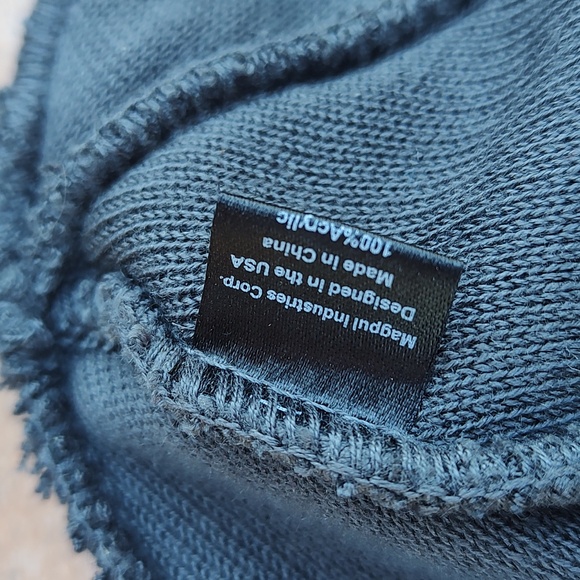 Magpul Industries Corp.
Designed in the USA
Made in China
100%Acrylic